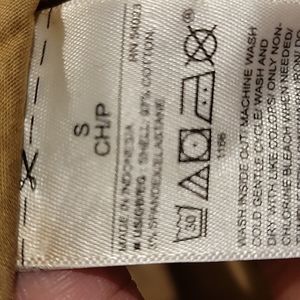 S
CH/P
RN 54023
MADE IN INDONESIA
SHELL: 97% COTTON,
SPANDEX/ELASTANE
30
1166
WASH INSIDE OUT MACHINE WASH
COLD GENTLE CYCLE/ WASH AND
DRY WITH LIKE COLORS/ ONLY NON-
CHLORINE BLEACH WHEN NEEDED/